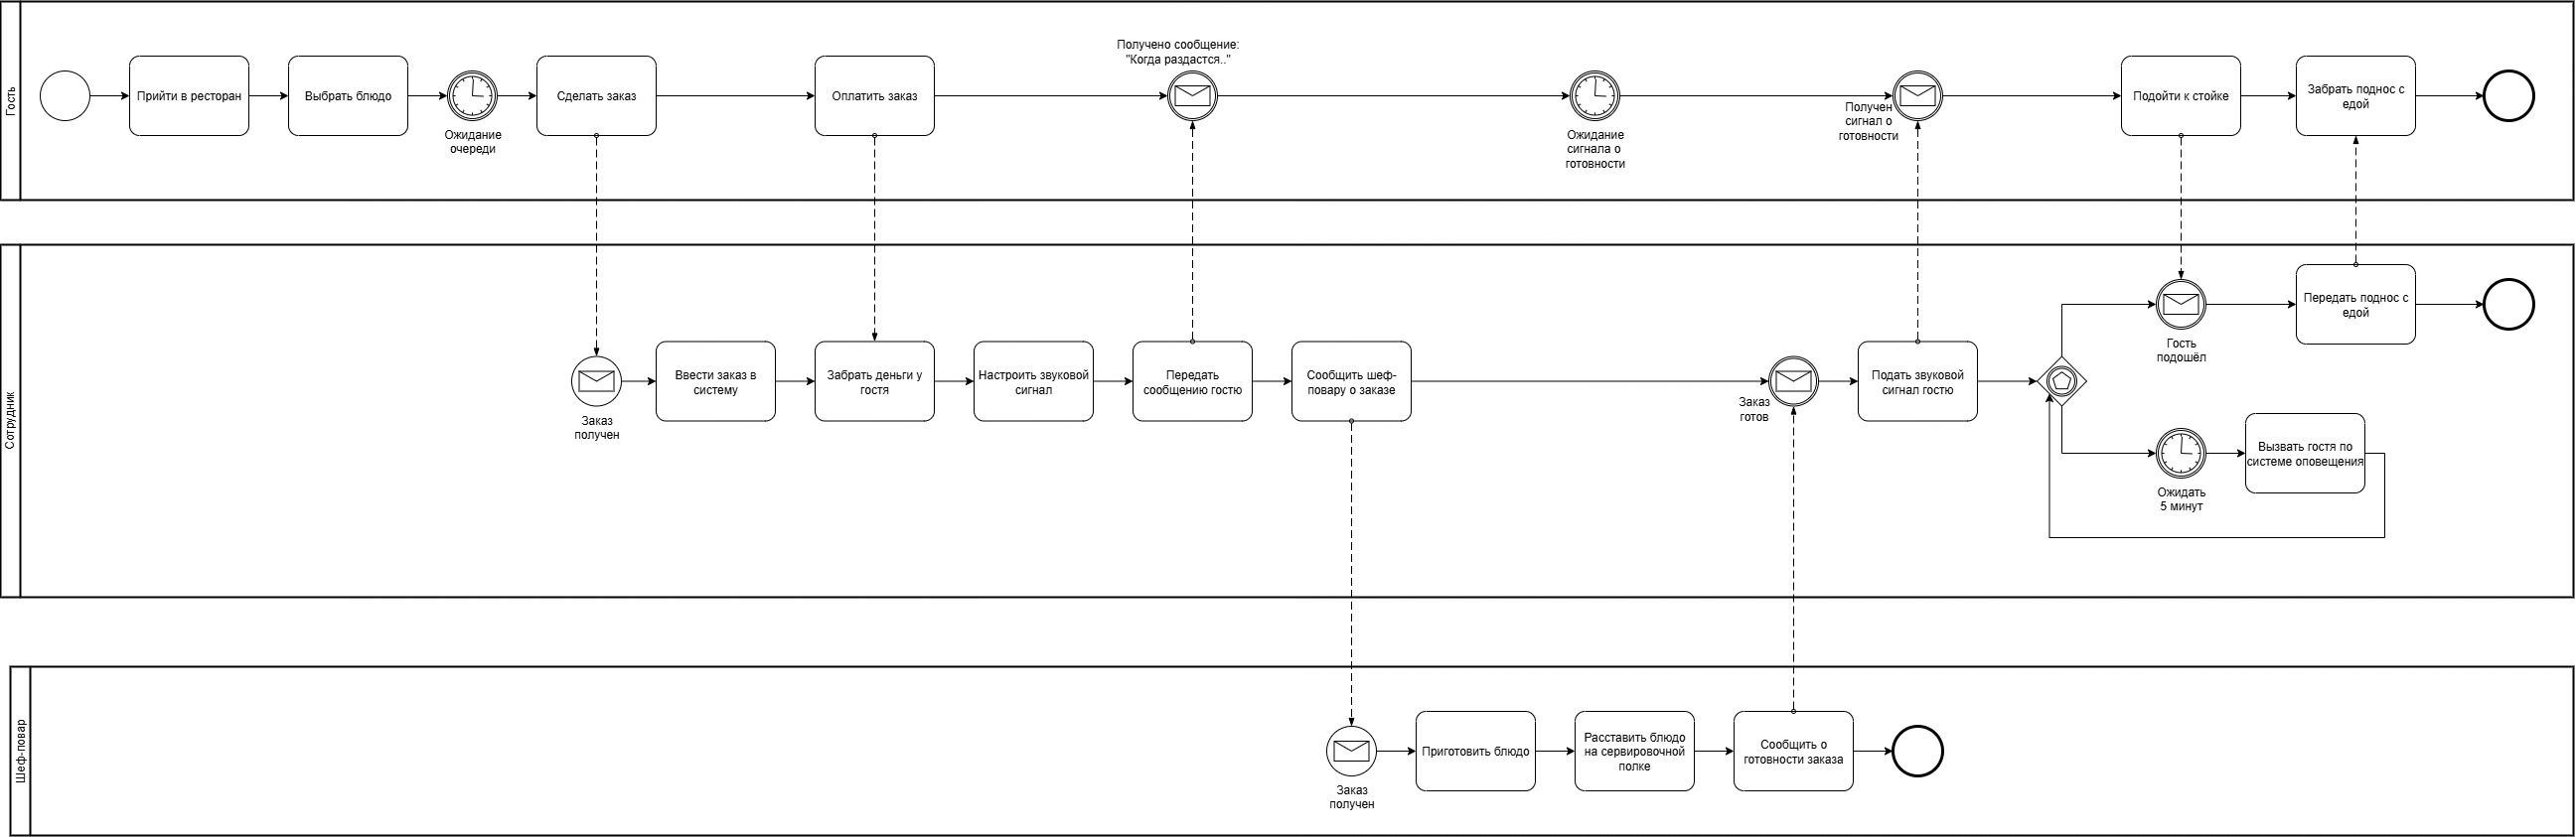 Гость
Прийти в ресторан
Выбрать блюдо
Ожидание
очереди
Сделать заказ
Оплатить заказ
Получено сообщение:
"Когда раздастся.."
Ожидание
сигнала о
готовности
Получен
сигнал о
готовности
Подойти к стойке
Забрать поднос с
едой
Сотрудник
Заказ
получен
Ввести заказ в
систему
Забрать деньги у
гостя
Настроить звуковой
сигнал
Передать
сообщению гостю
Сообщить шеф-
повару о заказе
Заказ
готов
Подать звуковой
сигнал гостю
Гость
подошёл
Передать поднос с
едой
Ожидать
5 минут
Вызвать гостя по
системе оповещения
Шеф-повар
Заказ
получен
Приготовить блюдо
Расставить блюдо
на сервировочной
полке
Сообщить о
готовности заказа